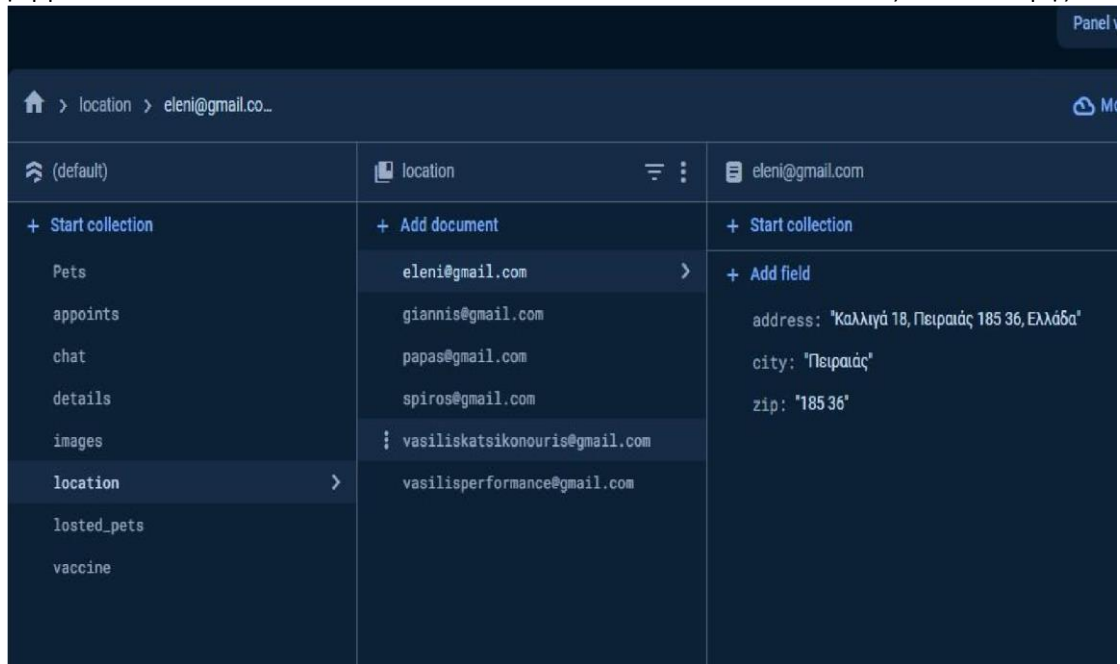 Panel v
> location > eleni@gmail.co…
Mo
(default)
+ Start collection
Pets
appoints
chat
details
images
location
losted_pets
vaccine
location
+ Add document
eleni@gmail.com
giannis@gmail.com
papas@gmail.com
spiros@gmail.com
vasiliskatsikonouris@gmail.com
vasilisperformance@gmail.com
eleni@gmail.com
+ Start collection
+ Add field
address: "Καλλιγά 18, Πειραιάς 185 36, Ελλάδα"
city: "Πειραιάς"
zip: "185 36"